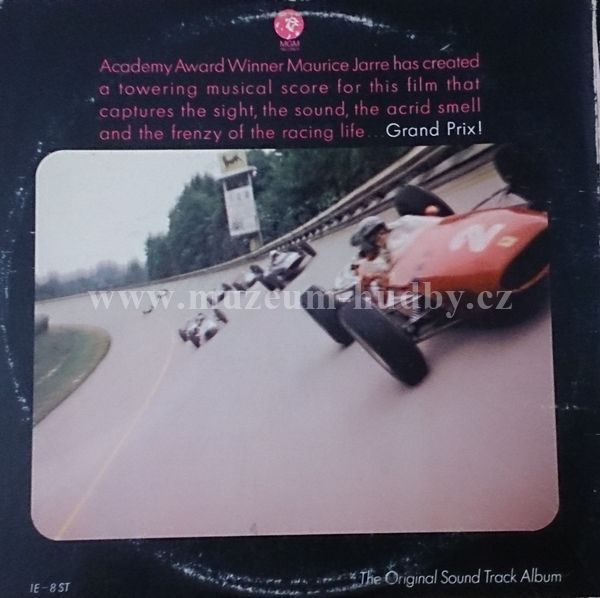 MGM
RECORDS
Academy Award Winner Maurice Jarre has created
a towering musical score for this film that
captures the sight, the sound, the acrid smell
and the frenzy of the racing life...Grand Prix!
2
www.muzeum-hudby.cz
The Original Sound Track Album
1E-8 ST